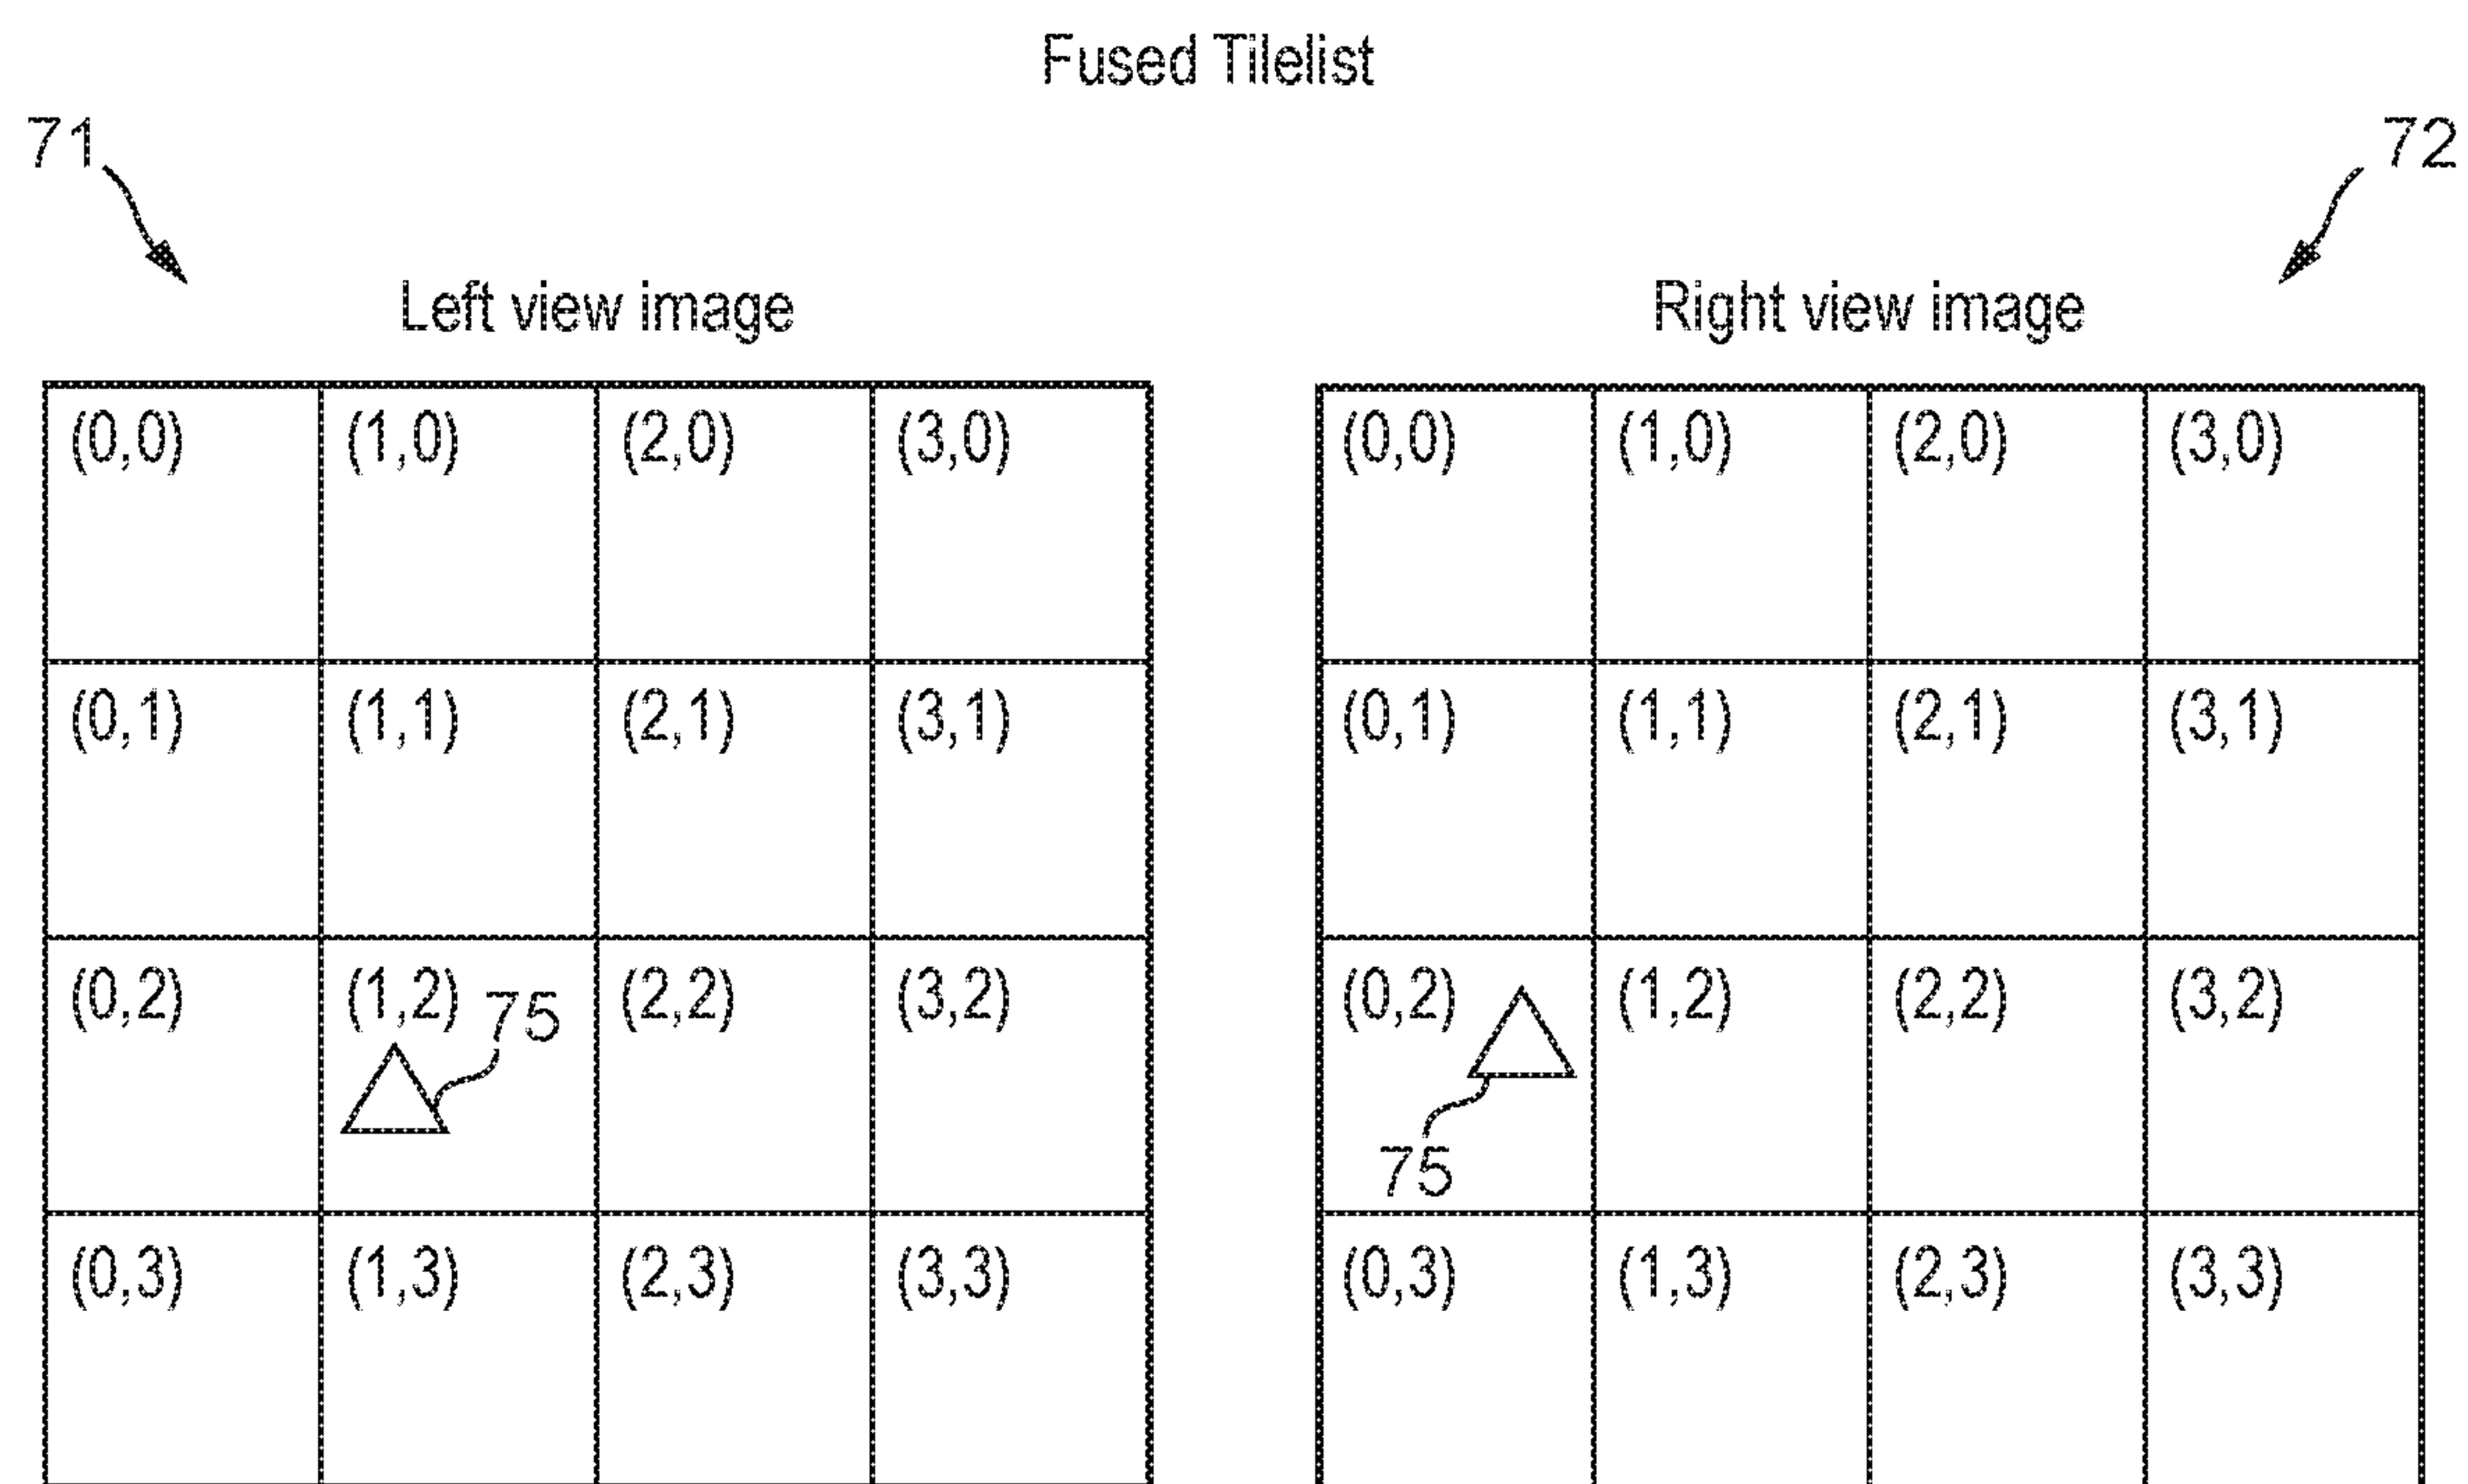 Fused Tilelist
71
72
Left view image
Right view image
(0,0) (1,0) (2,0) (3,0)
(0,0) (1,0) (2,0) (3,0)
(0,1) (1,1) (2,1) (3,1)
(0,1) (1,1) (2,1) (3,1)
(0,2) (1,2) 75 (2,2) (3,2)
(0,2) (1,2) (2,2) (3,2)
75
(0,3) (1,3) (2,3) (3,3)
(0,3) (1,3) (2,3) (3,3)